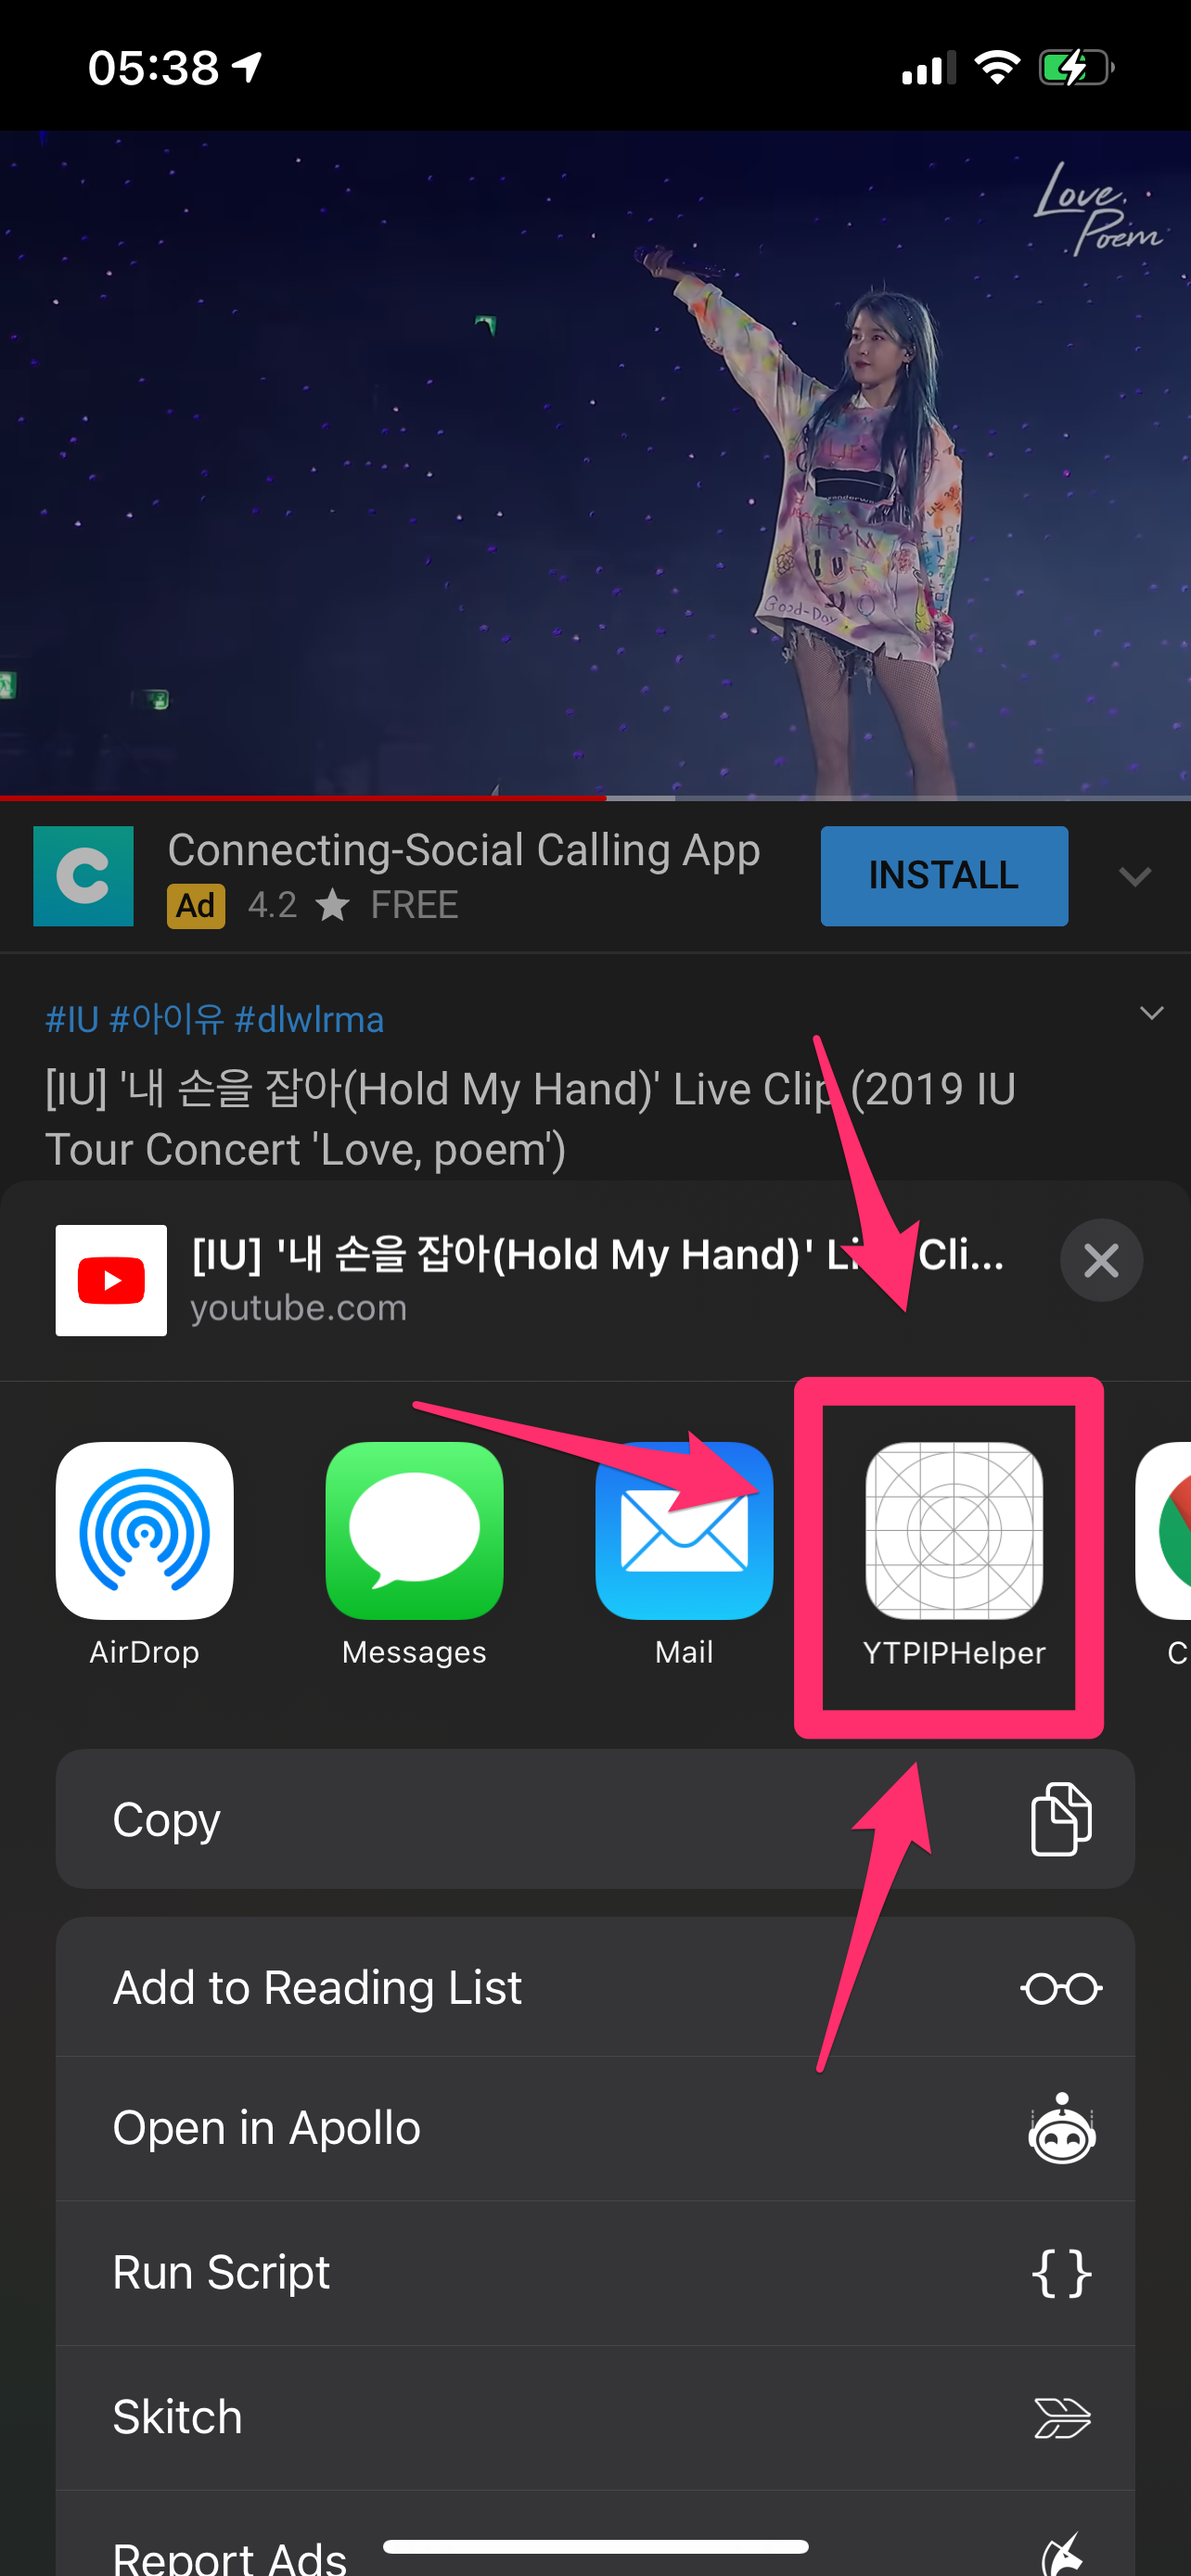 05:38
Love,
Poem
IU
Good-Day
Connecting-Social Calling App
Ad 4.2 ★ FREE
INSTALL
#IU #아이유 #dlwlrma
[IU] '내 손을 잡아(Hold My Hand)' Live Clip (2019 IU
Tour Concert 'Love, poem')
[IU] '내 손을 잡아(Hold My Hand)' Li Cli...
youtube.com
AirDrop
Messages
Mail
YTPIPHelper
C
Copy
Add to Reading List
Open in Apollo
Run Script
{ }
Skitch
Report Ads